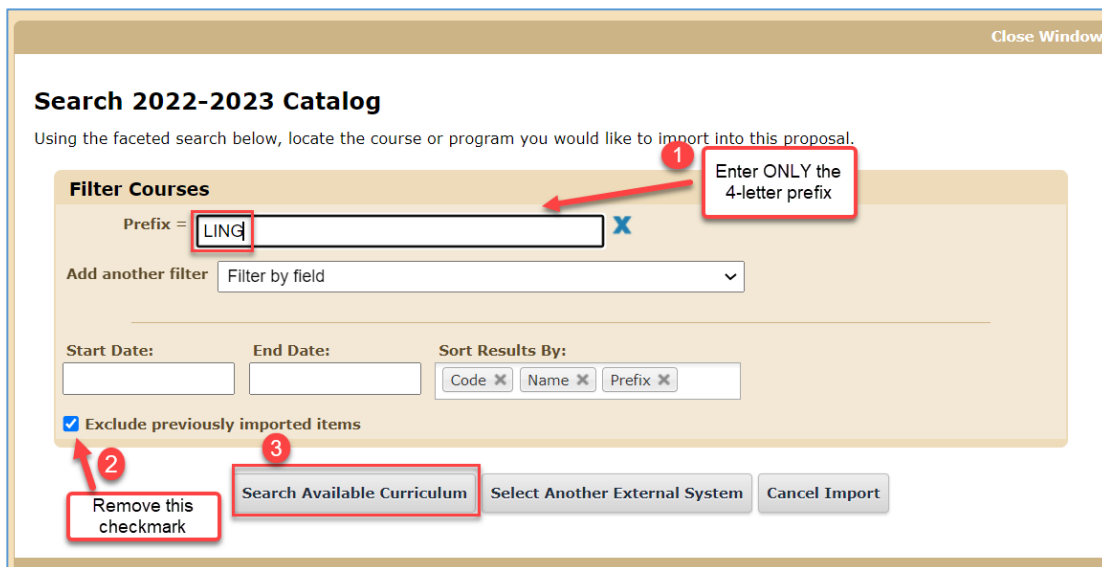 Close Window
Search 2022-2023 Catalog
Using the faceted search below, locate the course or program you would like to import into this proposal.
1
Enter ONLY the
4-letter prefix
Filter Courses
Prefix = LING X
Add another filter Filter by field
Start Date: End Date: Sort Results By:
Code Name Prefix
Exclude previously imported items
2
3
Remove this
checkmark
Search Available Curriculum Select Another External System Cancel Import